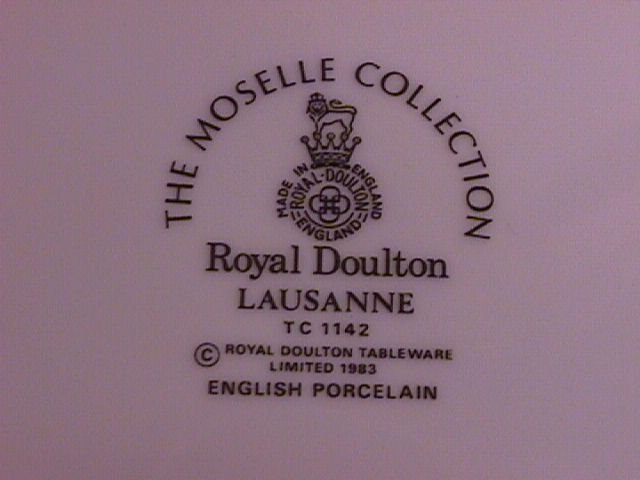 THE MOSELLE COLLECTION
MADE IN ENGLAND
ROYAL-DOULTON
ENGLAND
Royal Doulton
LAUSANNE
TC 1142
© ROYAL DOULTON TABLEWARE
LIMITED 1983
ENGLISH PORCELAIN